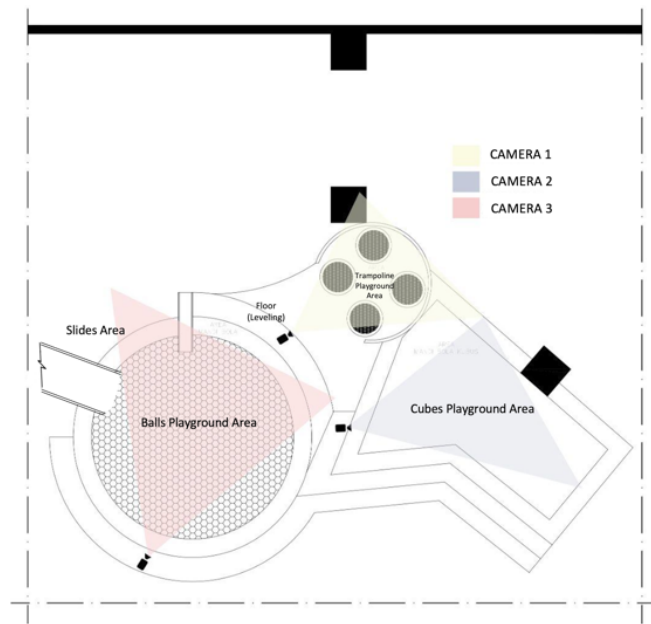 CAMERA 1
CAMERA 2
CAMERA 3
Trampoline
Playground
Area
Floor
(Leveling)
Slides Area
Balls Playground Area
Cubes Playground Area